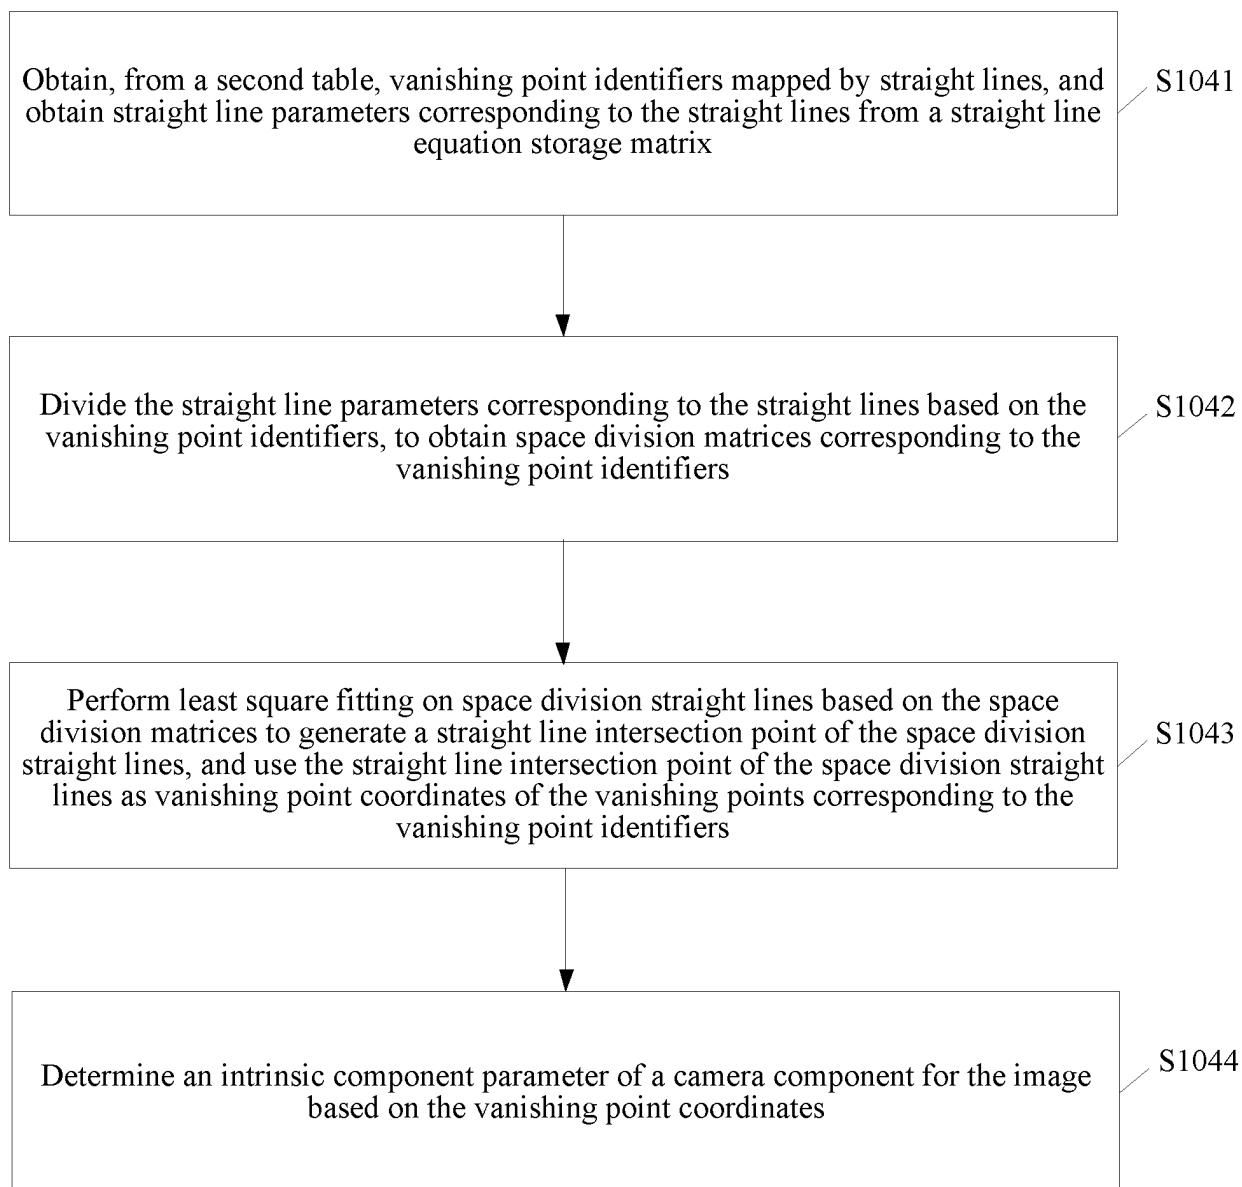 Obtain, from a second table, vanishing point identifiers mapped by straight lines, and
obtain straight line parameters corresponding to the straight lines from a straight line
equation storage matrix
S1041
Divide the straight line parameters corresponding to the straight lines based on the
vanishing point identifiers, to obtain space division matrices corresponding to the
vanishing point identifiers
S1042
Perform least square fitting on space division straight lines based on the space
division matrices to generate a straight line intersection point of the space division
straight lines, and use the straight line intersection point of the space division straight
lines as vanishing point coordinates of the vanishing points corresponding to the
vanishing point identifiers
S1043
Determine an intrinsic component parameter of a camera component for the image
based on the vanishing point coordinates
S1044